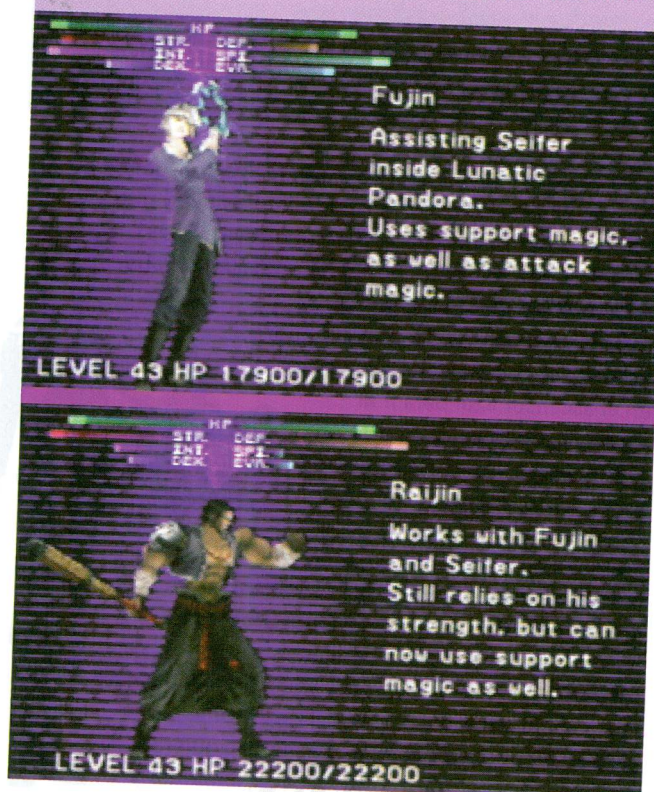 HP
STR. DEF.
INT. SPI.
DEX. EVA.
Fujin
Assisting Seifer
inside Lunatic
Pandora.
Uses support magic,
as well as attack
magic.
LEVEL 43 HP 17900/17900
HP
STR. DEF.
INT. SPI.
DEX. EVA.
Raijin
Works with Fujin
and Seifer.
Still relies on his
strength, but can
now use support
magic as well.
LEVEL 43 HP 22200/22200